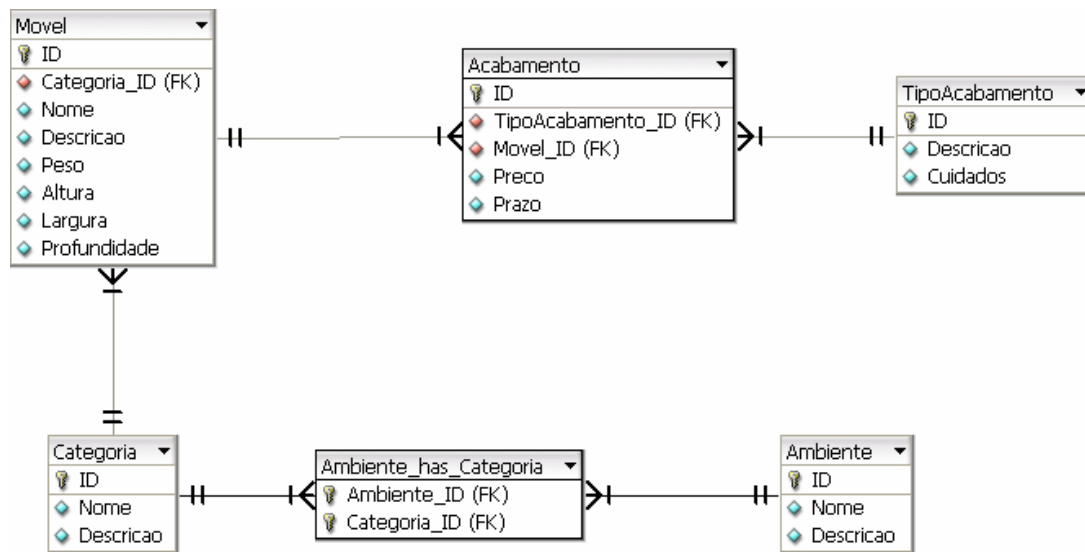 Movel
ID
Categoria_ID (FK)
Nome
Descricao
Peso
Altura
Largura
Profundidade
Acabamento
ID
TipoAcabamento_ID (FK)
Movel_ID (FK)
Preco
Prazo
TipoAcabamento
ID
Descricao
Cuidados
Categoria
ID
Nome
Descricao
Ambiente_has_Categoria
Ambiente_ID (FK)
Categoria_ID (FK)
Ambiente
ID
Nome
Descricao